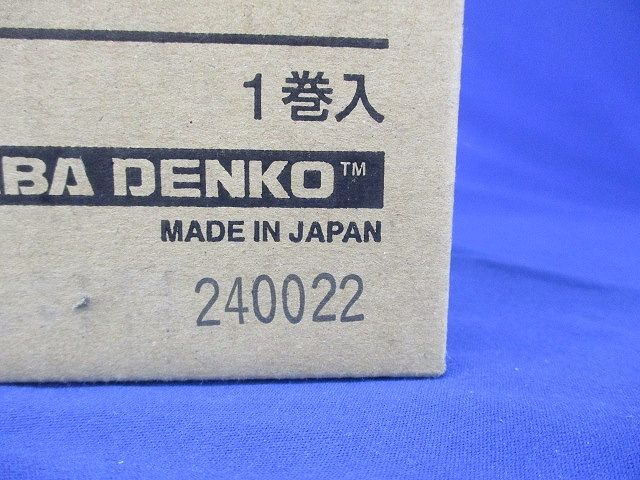 1巻入
BA DENKO™
MADE IN JAPAN
240022